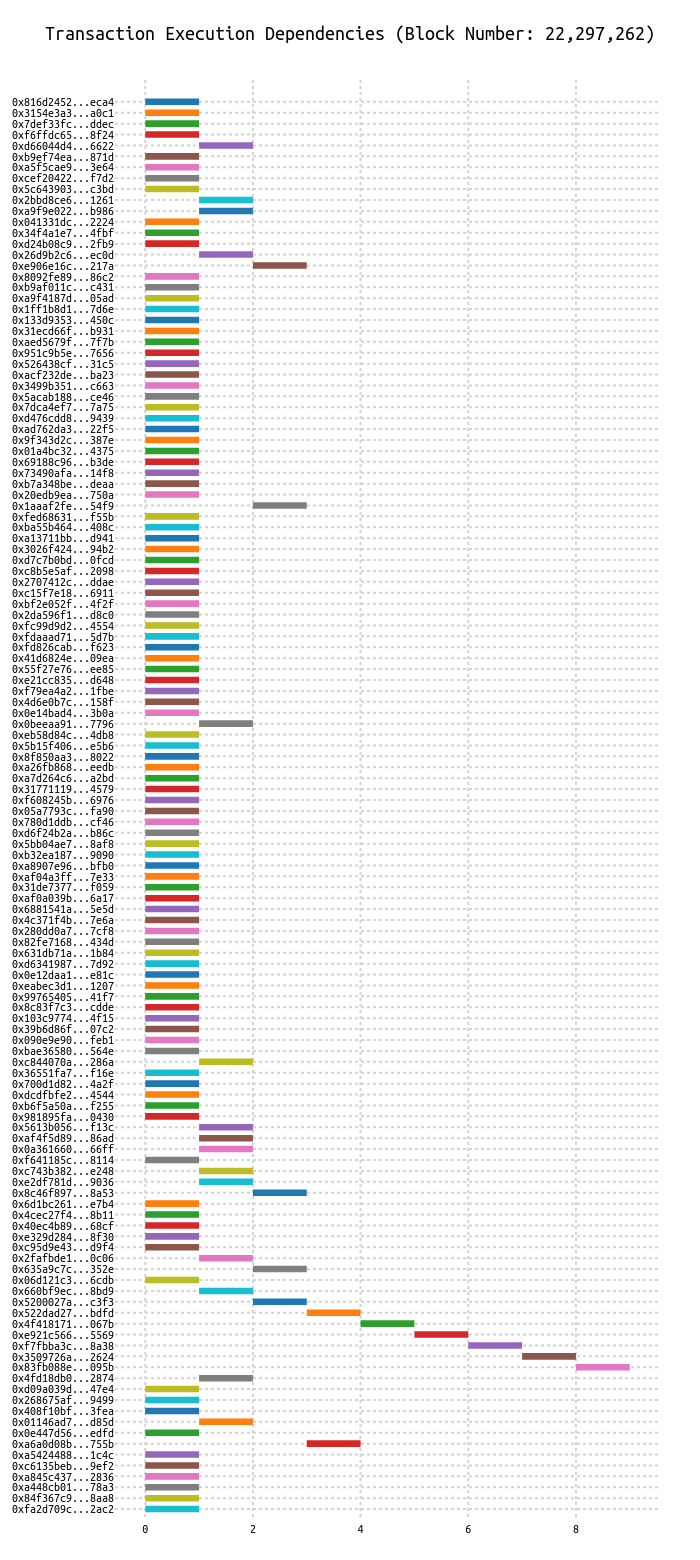 Transaction Execution Dependencies (Block Number: 22,297,262)
0x816d2452...eca4
0x3154e3a3...a0c1
0x7def33fc...ddec
0xf6ffdc65...8f24
0xd66044d4...6622
0xb9ef74ea...871d
0xa5f5cae9...3e64
0xcef20422...f7d2
0x5c643903...c3bd
0x2bbd8ce6...1261
0xa9f9e022...b986
0x041331dc...2224
0x34f4a1e7...4fbf
0xd24b08c9...2fb9
0x26d9b2c6...ec0d
0xe906e16c...217a
0x8092fe89...86c2
0xb9af011c...c431
0xa9f4187d...05ad
0x1ff1b8d1...7d6e
0x133d9353...450c
0x31ecd66f...b931
0xaed5679f...7f7b
0x951c9b5e...7656
0x526438cf...31c5
0xacf232de...ba23
0x3499b351...c663
0x5acab188...ce46
0x7dca4ef7...7a75
0xd476cdd8...9439
0xad762da3...22f5
0x9f343d2c...387e
0x01a4bc32...4375
0x69188c96...b3de
0x73490afa...14f8
0xb7a348be...deaa
0x20edb9ea...750a
0x1aaaf2fe...54f9
0xfed68631...f55b
0xba55b464...408c
0xa13711bb...d941
0x3026f424...94b2
0xd7c7b0bd...0fcd
0xc8b5e5af...2098
0x2707412c...ddae
0xc15f7e18...6911
0xbf2e052f...4f2f
0x2da596f1...d8c0
0xfc99d9d2...4554
0xfdaaad71...5d7b
0xfd826cab...f623
0x41d6824e...09ea
0x55f27e76...ee85
0xe21cc835...d648
0xf79ea4a2...1fbe
0x4d6e0b7c...158f
0x0e14bad4...3b0a
0x0beeaa91...7796
0xeb58d84c...4db8
0x5b15f406...e5b6
0x8f850aa3...8022
0xa26fb868...eedb
0xa7d264c6...a2bd
0x31771119...4579
0xf608245b...6976
0x05a7793c...fa90
0x780d1ddb...cf46
0xd6f24b2a...b86c
0x5bb04ae7...8af8
0xb32ea187...9090
0xa8907e96...bfb0
0xaf04a3ff...7e33
0x31de7377...f059
0xaf0a039b...6a17
0x6881541a...5e5d
0x4c371f4b...7e6a
0x280dd0a7...7cf8
0x82fe7168...434d
0x631db71a...1b84
0xd6341987...7d92
0x0e12daa1...e81c
0xeabec3d1...1207
0x99765405...41f7
0x8c83f7c3...cdde
0x103c9774...4f15
0x39b6d86f...07c2
0x090e9e90...feb1
0xbae36580...564e
0xc844070a...286a
0x36551fa7...f16e
0x700d1d82...4a2f
0xdcdfbfe2...4544
0xb6f5a50a...f255
0x981895fa...0430
0x5613b056...f13c
0xaf4f5d89...86ad
0x0a361660...66ff
0xf641185c...8114
0xc743b382...e248
0xe2df781d...9036
0x8c46f897...8a53
0x6d1bc261...e7b4
0x4cec27f4...8b11
0x40ec4b89...68cf
0xe329d284...8f30
0xc95d9e43...d9f4
0x2fafbde1...0c06
0x635a9c7c...352e
0x06d121c3...6cdb
0x660bf9ec...8bd9
0x5200027a...c3f3
0x522dad27...bdfd
0x4f418171...067b
0xe921c566...5569
0xf7fbba3c...8a38
0x3509726a...2624
0x83fb088e...095b
0x4fd18db0...2874
0xd09a039d...47e4
0x268675af...9499
0x408f10bf...3fea
0x01146ad7...d85d
0x0e447d56...edfd
0xa6a0d08b...755b
0xa5424488...1c4c
0xc6135beb...9ef2
0xa845c437...2836
0xa448cb01...78a3
0x84f367c9...8aa8
0xfa2d709c...2ac2
0 2 4 6 8